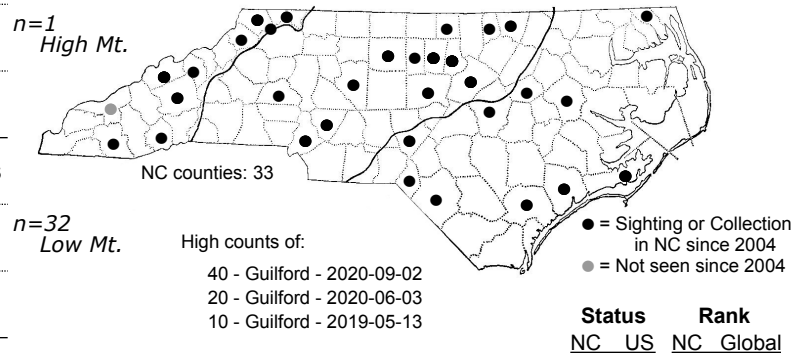 n=1
High Mt.
NC counties: 33
n=32
Low Mt.
High counts of:
40 - Guilford - 2020-09-02
20 - Guilford - 2020-06-03
10 - Guilford - 2019-05-13
= Sighting or Collection
in NC since 2004
= Not seen since 2004
Status Rank
NC US NC Global